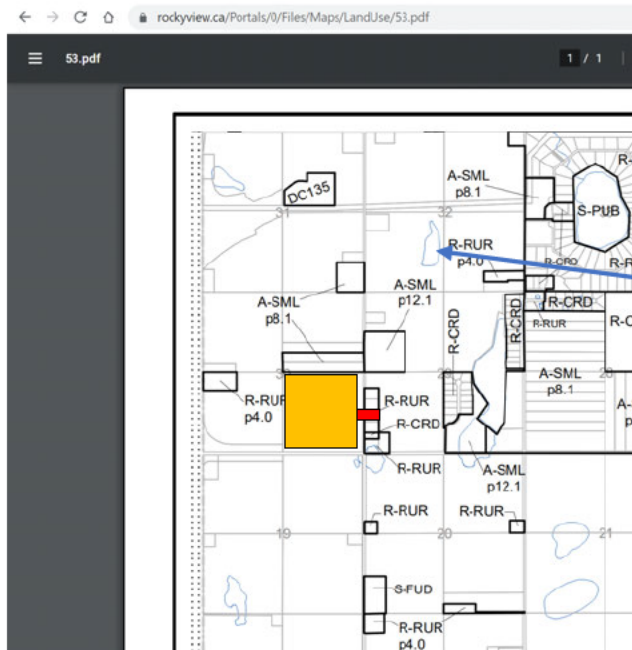 rockyview.ca/Portals/0/Files/Maps/LandUse/53.pdf
53.pdf
1 / 1
R-
A-SML
p8.1
DC135
31
32
S-PUB
R-RUR
p4.0
R-CRD
R-R
A-SML
p12.1
A-SML
p8.1
R-CRD
R-CRD
R-CRD
R-RUR
R-C
A-SML
p8.1
28
R-RUR
p4.0
R-RUR
A-
p
R-CRD
R-RUR
A-SML
p12.1
R-RUR
R-RUR
19
20
21
S-FUD
R-RUR
p4.0